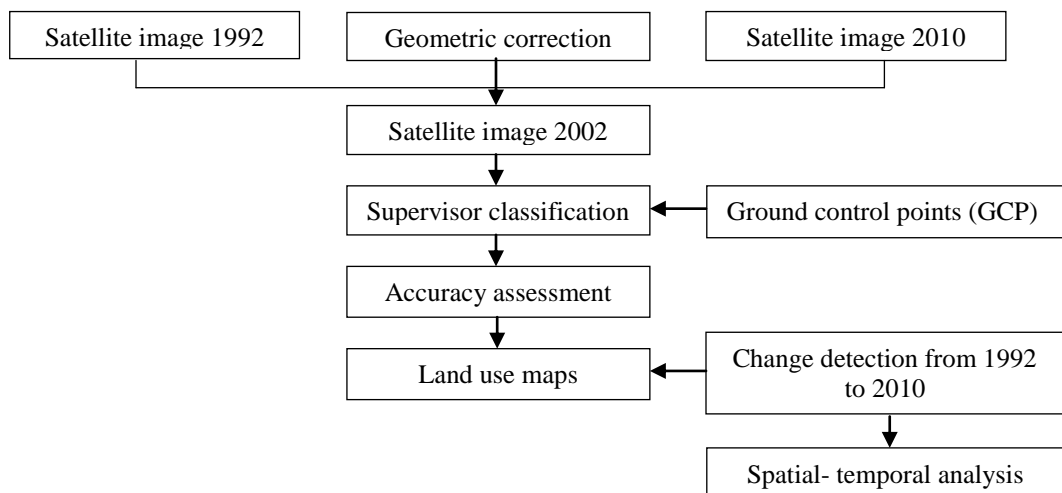 Satellite image 1992
Geometric correction
Satellite image 2010
Satellite image 2002
Supervisor classification
Ground control points (GCP)
Accuracy assessment
Land use maps
Change detection from 1992
to 2010
Spatial- temporal analysis